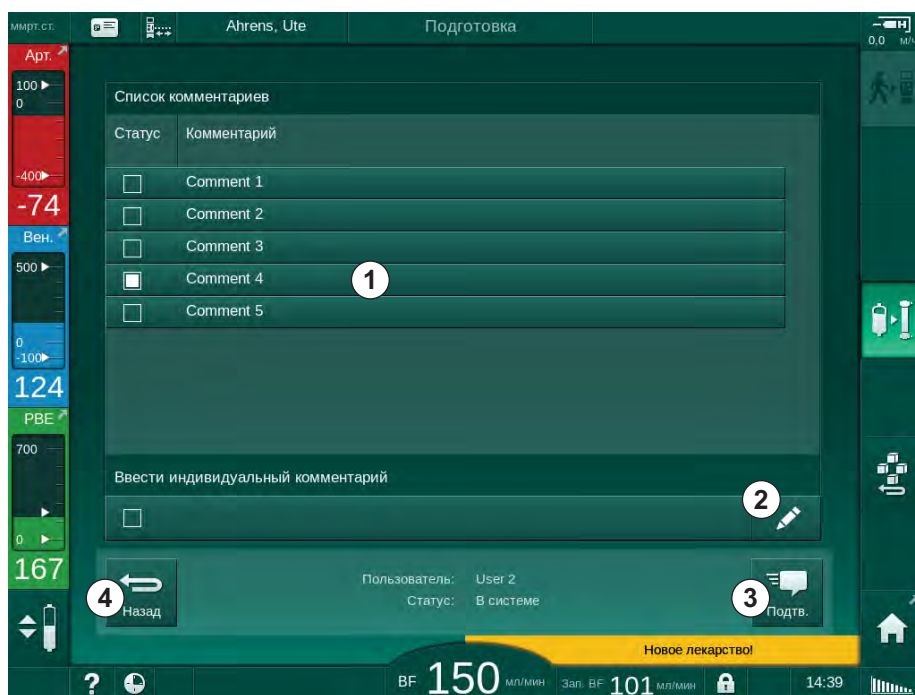 ммрт.ст. Ahrens, Ute Подготовка
0,0 м/ч
Арт.
100
0
-400
-74
Вен.
500
0
-100
124
PBE
700
0
167
Список комментариев
Статус Комментарий
Comment 1
Comment 2
Comment 3
Comment 4 1
Comment 5
Ввести индивидуальный комментарий
2
4 Назад
Пользователь: User 2
Статус: В системе
3 Подтв.
Новое лекарство!
? BF 150 мл/мин Зап. BF 101 мл/мин 14:39